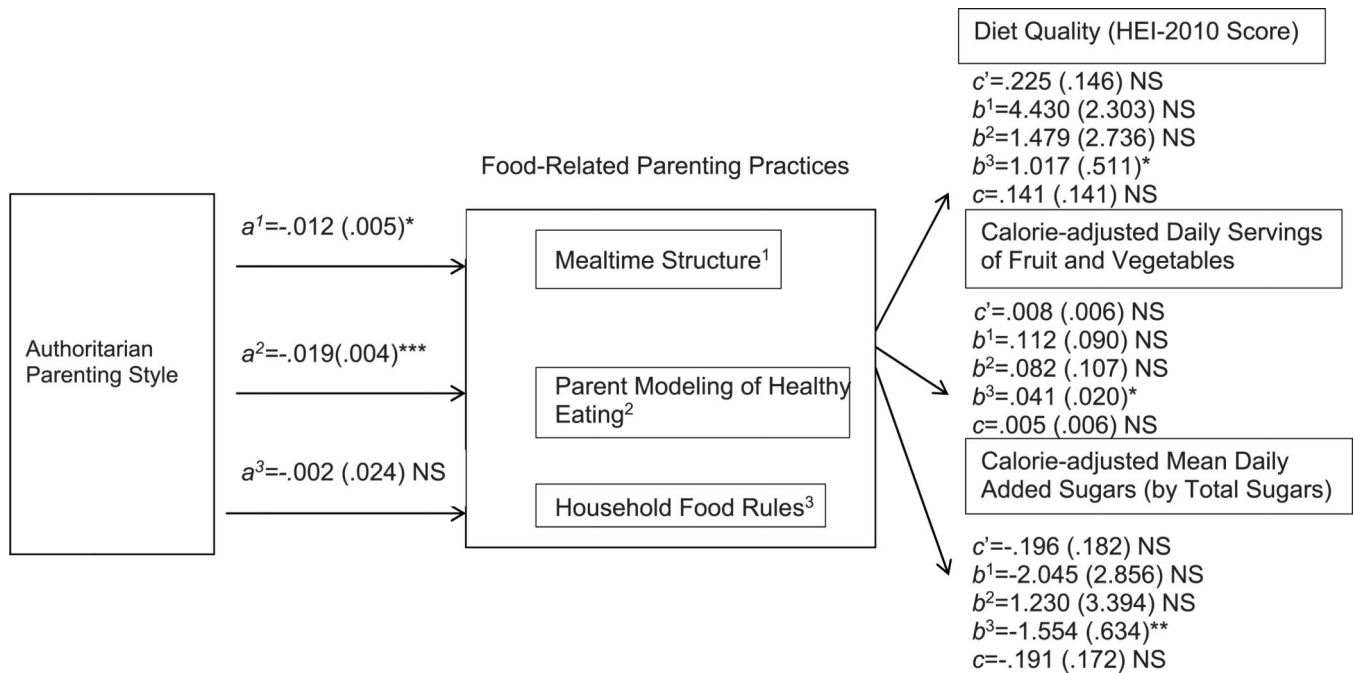 Authoritarian
Parenting Style
a¹=-.012 (.005)*
a²=-.019(.004)***
a³=-.002 (.024) NS
Food-Related Parenting Practices
Mealtime Structure¹
Parent Modeling of Healthy
Eating²
Household Food Rules³
Diet Quality (HEI-2010 Score)
c’=.225 (.146) NS
b¹=4.430 (2.303) NS
b²=1.479 (2.736) NS
b³=1.017 (.511)*
c=.141 (.141) NS
Calorie-adjusted Daily Servings
of Fruit and Vegetables
c’=.008 (.006) NS
b¹=.112 (.090) NS
b²=.082 (.107) NS
b³=.041 (.020)*
c=.005 (.006) NS
Calorie-adjusted Mean Daily
Added Sugars (by Total Sugars)
c’=-.196 (.182) NS
b¹=-2.045 (2.856) NS
b²=1.230 (3.394) NS
b³=-1.554 (.634)**
c=-.191 (.172) NS